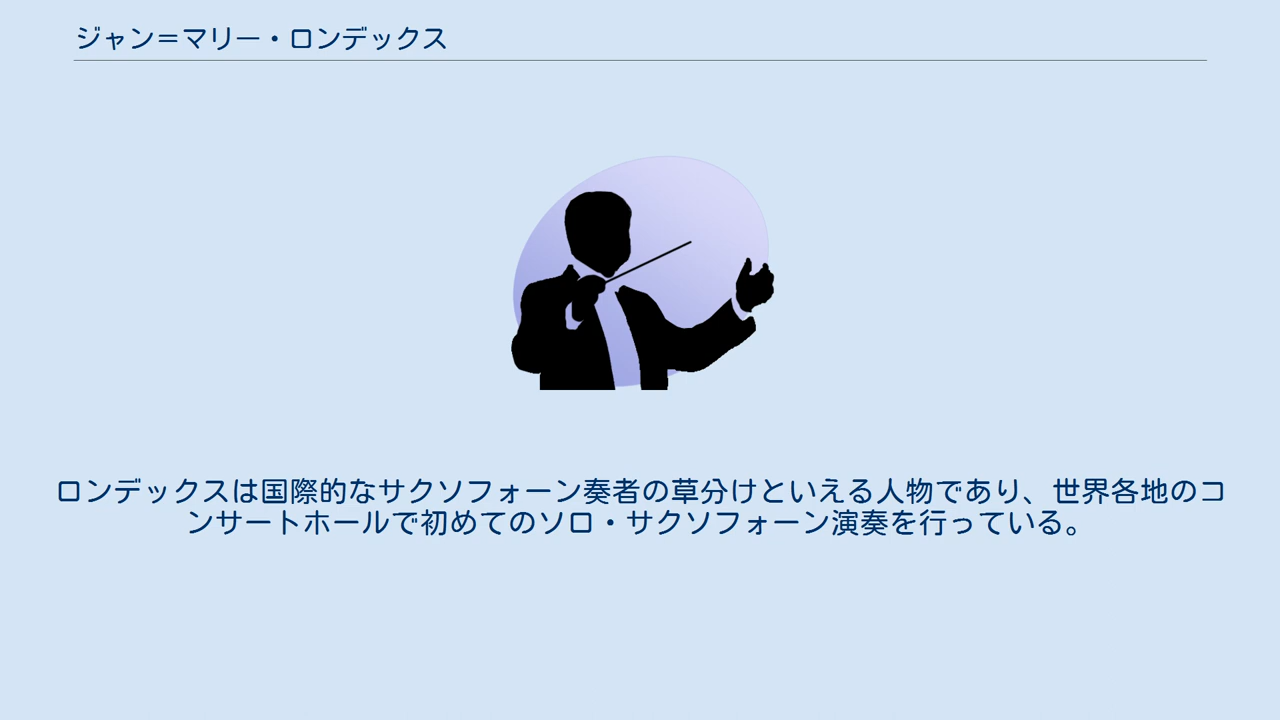 ジャン＝マリー・ロンデックス
ロンデックスは国際的なサクソフォーン奏者の草分けといえる人物であり、世界各地のコ
ンサートホールで初めてのソロ・サクソフォーン演奏を行っている。